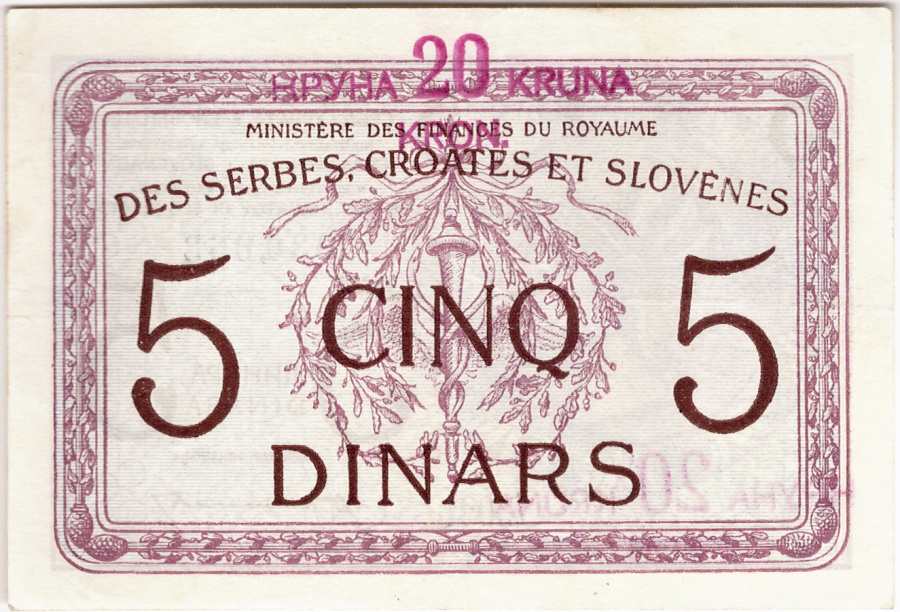 КРУНА 20 KRUNA
KRON.
MINISTÈRE DES FINANCES DU ROYAUME
DES SERBES, CROATES ET SLOVÈNES
5 CINQ 5
DINARS